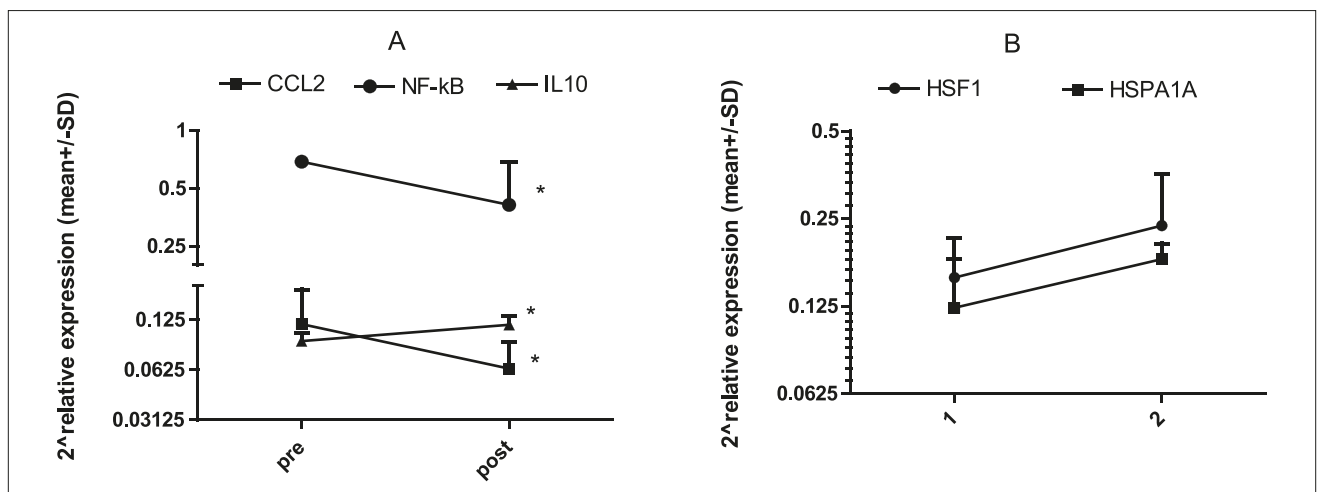 A
CCL2 NF-kB IL10
2^relative expression (mean+/-SD)
1
0.5
0.25
0.125
0.0625
0.03125
*
*
*
pre post
B
HSF1 HSPA1A
2^relative expression (mean+/-SD)
0.5
0.25
0.125
0.0625
1 2